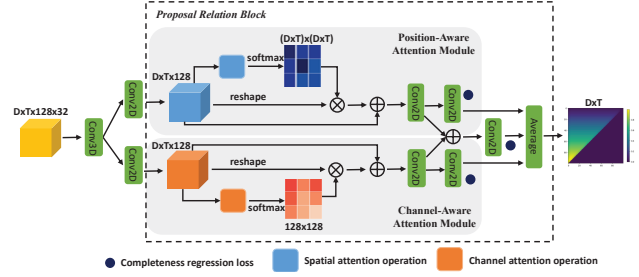 Proposal Relation Block
(DxT)x(DxT)
Position-Aware
Attention Module
softmax
DxTx128
reshape
Conv2D
Conv2D
Conv2D
DxTx128x32
Conv3D
Conv2D
DxTx128
reshape
softmax
128x128
Conv2D
Conv2D
Conv2D
Average
DxT
Channel-Aware
Attention Module
Completeness regression loss
Spatial attention operation
Channel attention operation